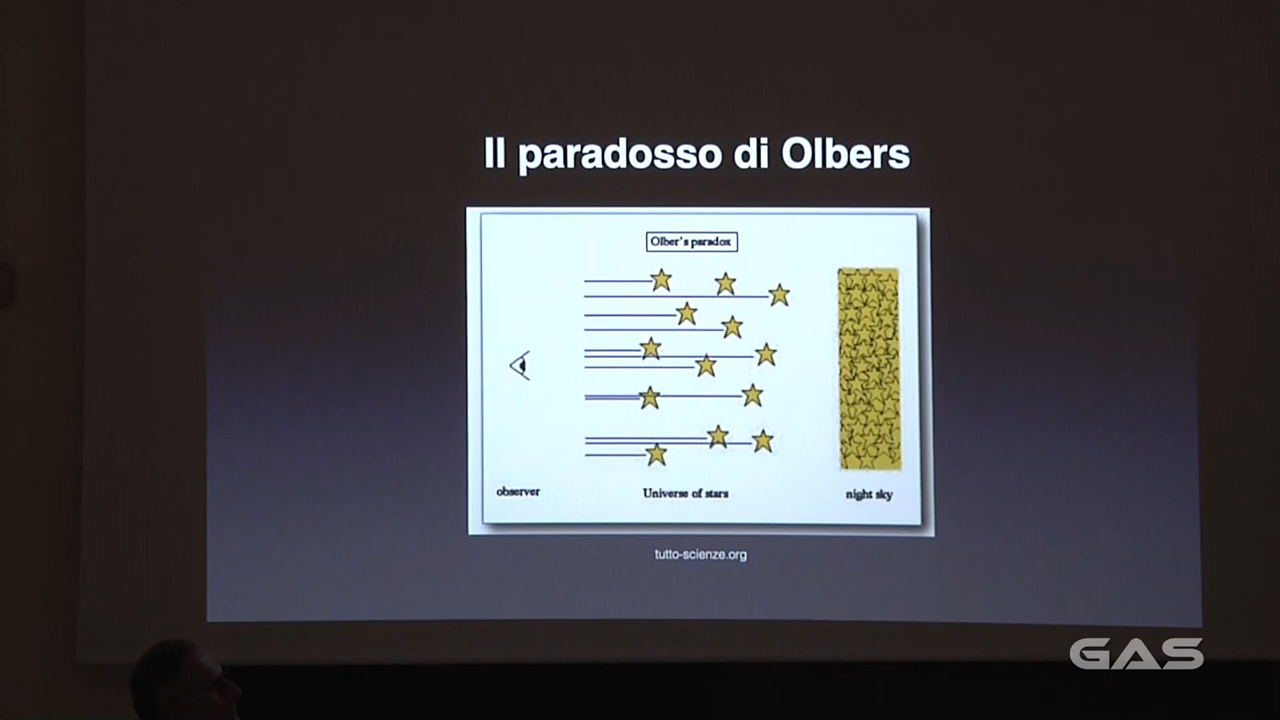 Il paradosso di Olbers
Olber's paradox
observer
Universe of stars
night sky
tutto-scienze.org
GAS